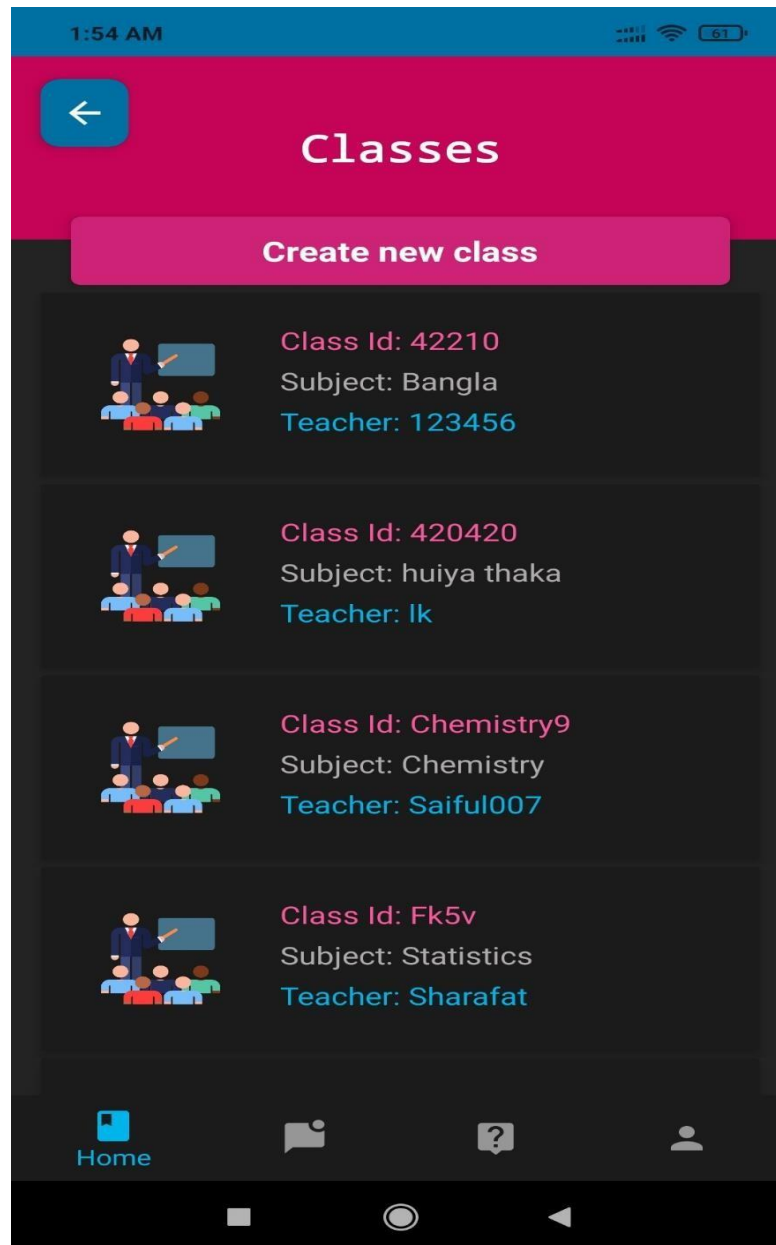 1:54 AM
61
Classes
Create new class
Class Id: 42210
Subject: Bangla
Teacher: 123456
Class Id: 420420
Subject: huiya thaka
Teacher: lk
Class Id: Chemistry9
Subject: Chemistry
Teacher: Saiful007
Class Id: Fk5v
Subject: Statistics
Teacher: Sharafat
Home